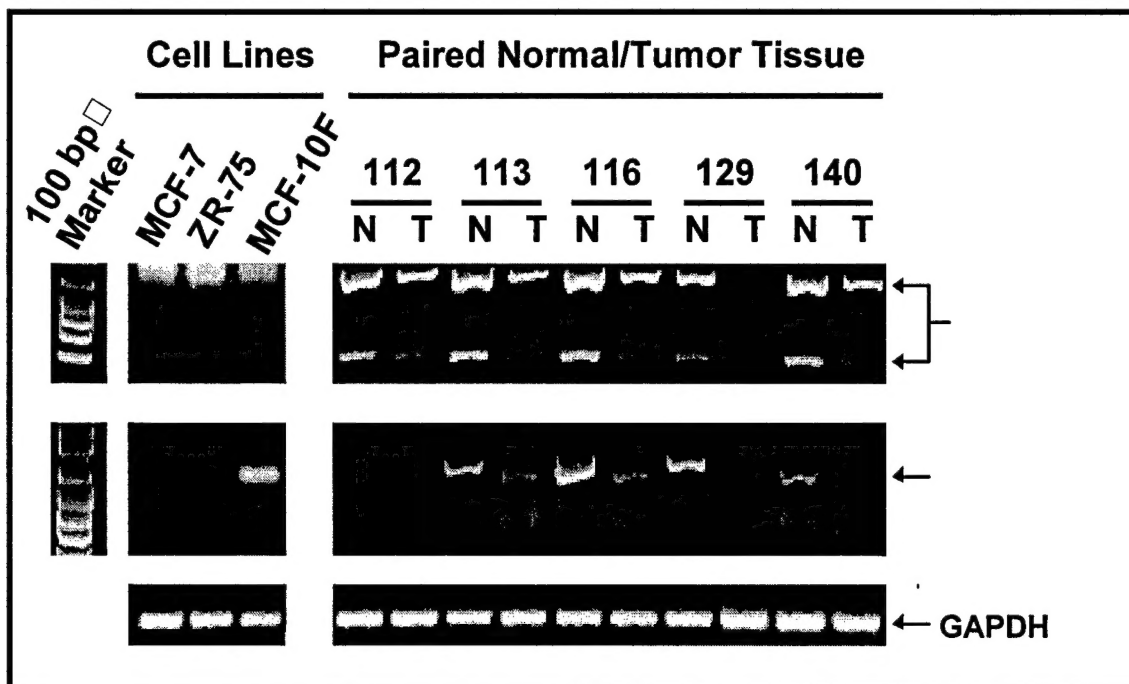 Cell Lines Paired Normal/Tumor Tissue
100 bp□
Marker
MCF-7
ZR-75
MCF-10F
112 113 116 129 140
N T N T N T N T N T
GAPDH